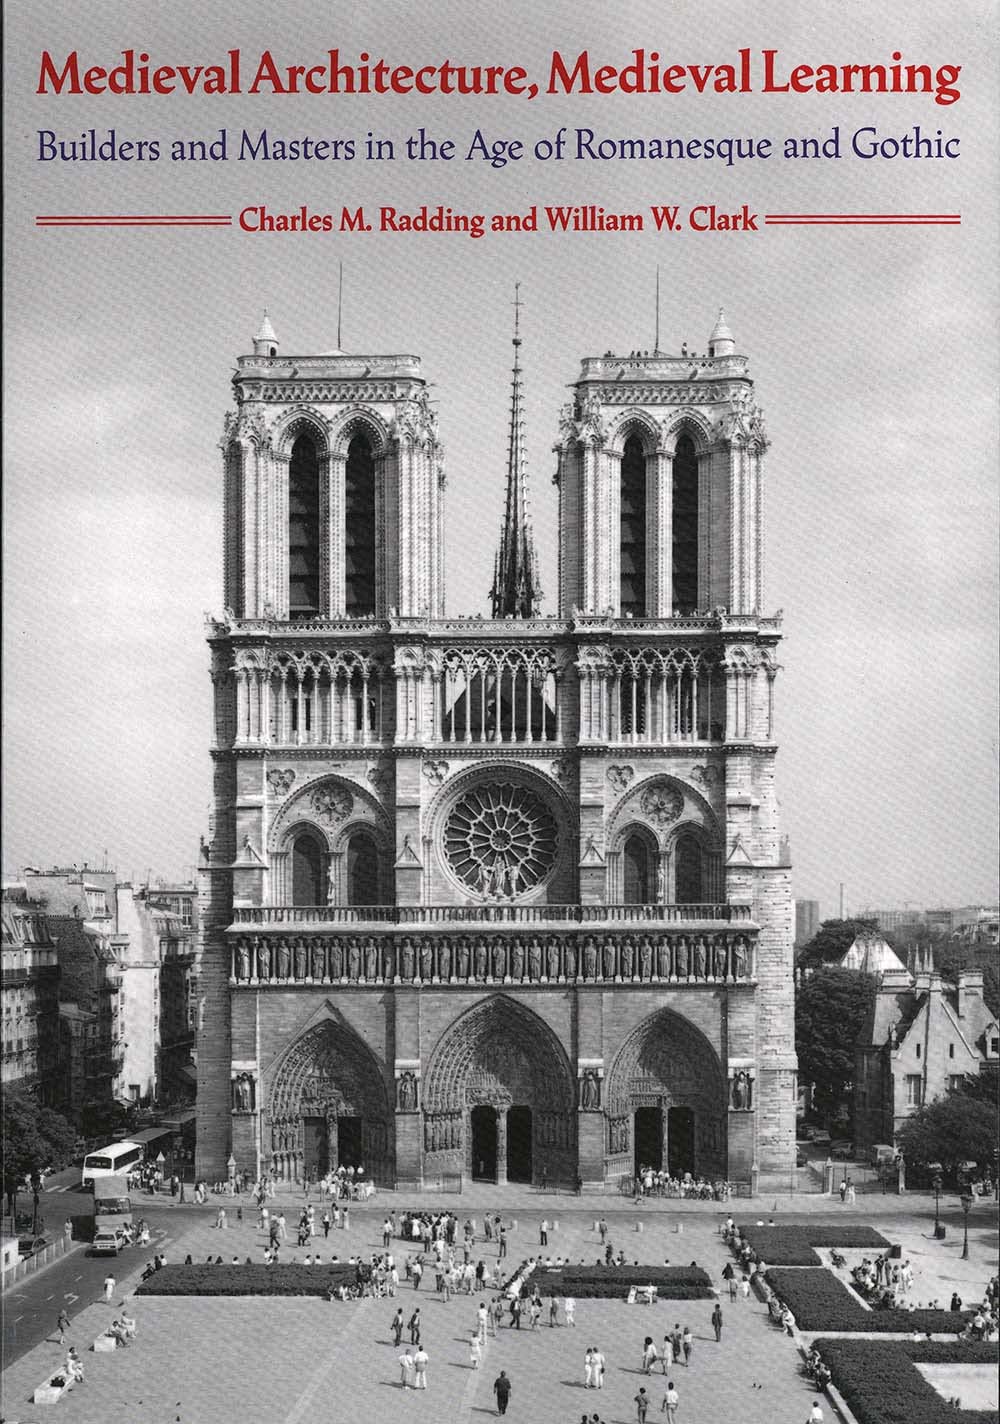 Medieval Architecture, Medieval Learning
Builders and Masters in the Age of Romanesque and Gothic
Charles M. Radding and William W. Clark